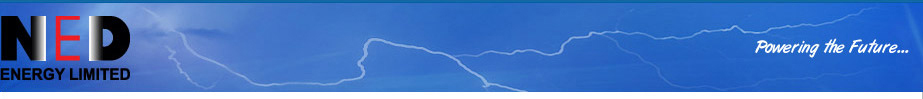 NED
ENERGY LIMITED
Powering the Future...